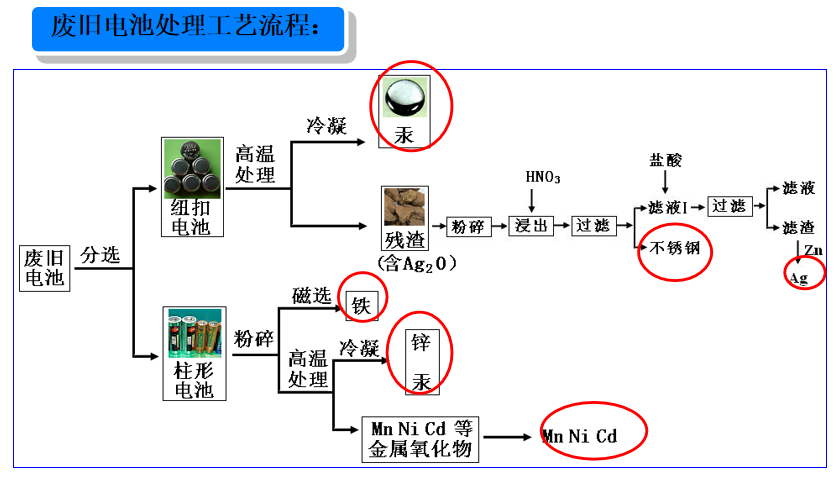 废旧电池处理工艺流程：
冷凝
汞
高温
处理
纽扣
电池
残渣
(含Ag₂O)
粉碎
HNO₃
浸出
过滤
盐酸
滤液I
不锈钢
过滤
滤液
滤渣
Zn
Ag
废旧
电池
分选
柱形
电池
粉碎
磁选
铁
高温
处理
冷凝
锌
汞
Mn Ni Cd 等
金属氧化物
Mn Ni Cd